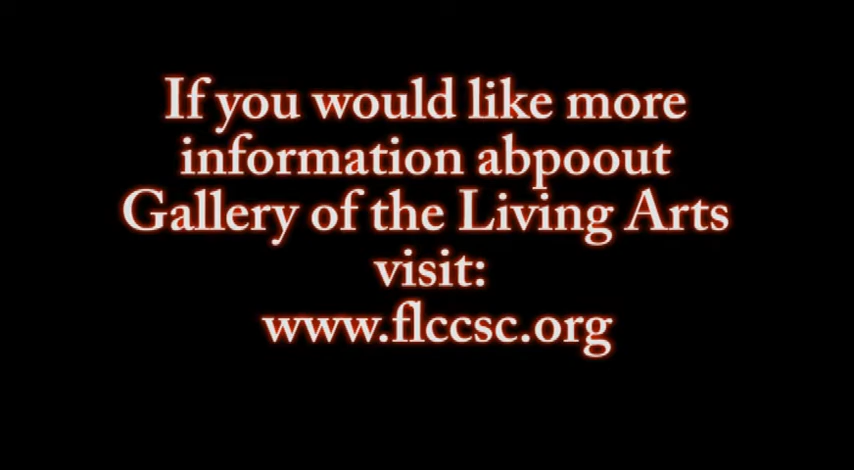 If you would like more
information abpoout
Gallery of the Living Arts
visit:
www.flccsc.org